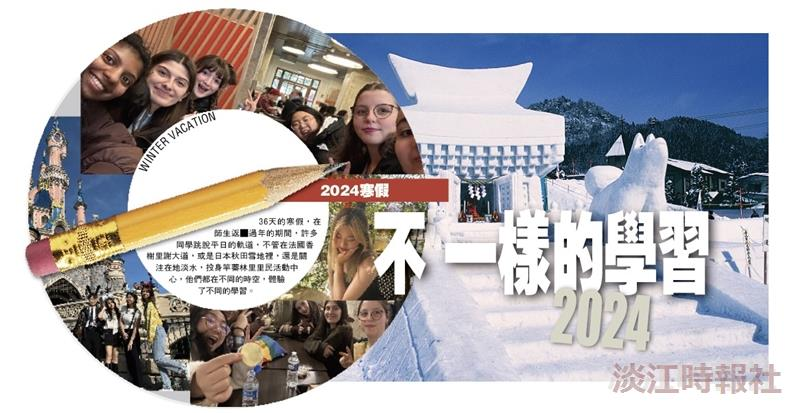 WINTER VACATION
2024寒假
36天的寒假,在
師生返■過年的期間,許多
同學跳脫平日的軌道,不管在法國香
榭里謝大道,或是日本秋田雪地裡,還是關
注在地淡水,投身竿蓁林里里民活動中
心,他們都在不同的時空,體驗
了不同的學習。
不一樣的學習
2024
淡江時報社